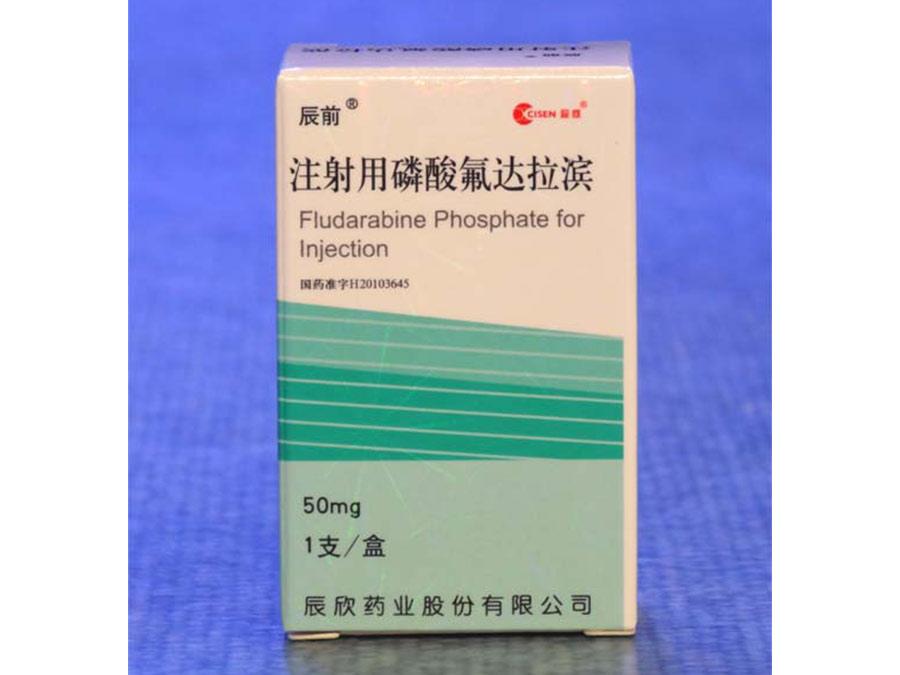 辰前®
CISEN 辰欣®
注射用磷酸氟达拉滨
Fludarabine Phosphate for
Injection
国药准字H20103645
50mg
1支/盒
辰欣药业股份有限公司